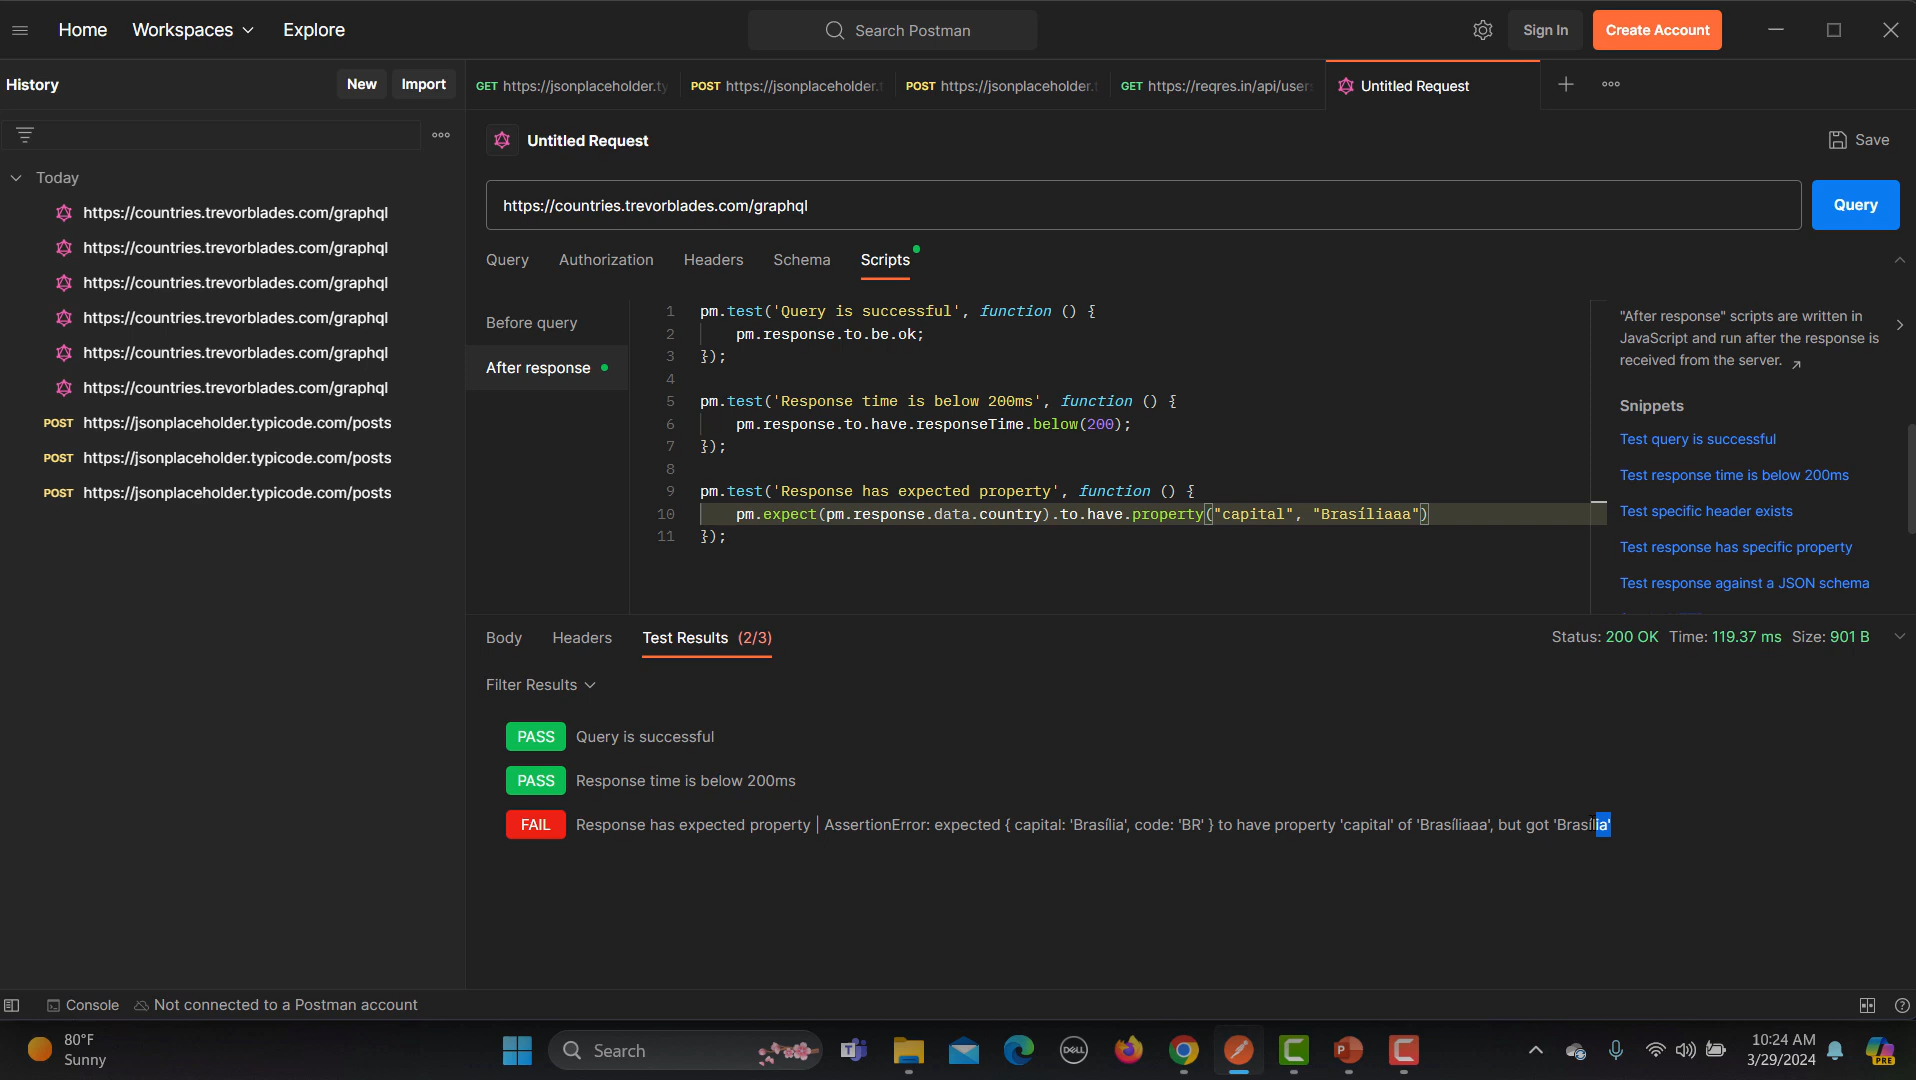 Home Workspaces Explore Search Postman Sign In Create Account
History New Import
GET https://jsonplaceholder.ty POST https://jsonplaceholder. POST https://jsonplaceholder.t GET https://reqres.in/api/users Untitled Request
Untitled Request Save
Today
https://countries.trevorblades.com/graphql
https://countries.trevorblades.com/graphql
https://countries.trevorblades.com/graphql
https://countries.trevorblades.com/graphql
https://countries.trevorblades.com/graphql
https://countries.trevorblades.com/graphql
POST https://jsonplaceholder.typicode.com/posts
POST https://jsonplaceholder.typicode.com/posts
POST https://jsonplaceholder.typicode.com/posts
https://countries.trevorblades.com/graphql Query
Query Authorization Headers Schema Scripts
Before query
After response
1 pm.test('Query is successful', function () {
2 pm.response.to.be.ok;
3 });
4
5 pm.test('Response time is below 200ms', function () {
6 pm.response.to.have.responseTime.below(200);
7 });
8
9 pm.test('Response has expected property', function () {
10 pm.expect(pm.response.data.country).to.have.property("capital", "Brasíliaaa")
11 });
"After response" scripts are written in
JavaScript and run after the response is
received from the server.
Snippets
Test query is successful
Test response time is below 200ms
Test specific header exists
Test response has specific property
Test response against a JSON schema
Body Headers Test Results (2/3) Status: 200 OK Time: 119.37 ms Size: 901 B
Filter Results
PASS Query is successful
PASS Response time is below 200ms
FAIL Response has expected property | AssertionError: expected { capital: 'Brasília', code: 'BR' } to have property 'capital' of 'Brasíliaaa', but got 'Brasília'
Console Not connected to a Postman account
80°F
Sunny
Search
DELL
10:24 AM
3/29/2024
PRE